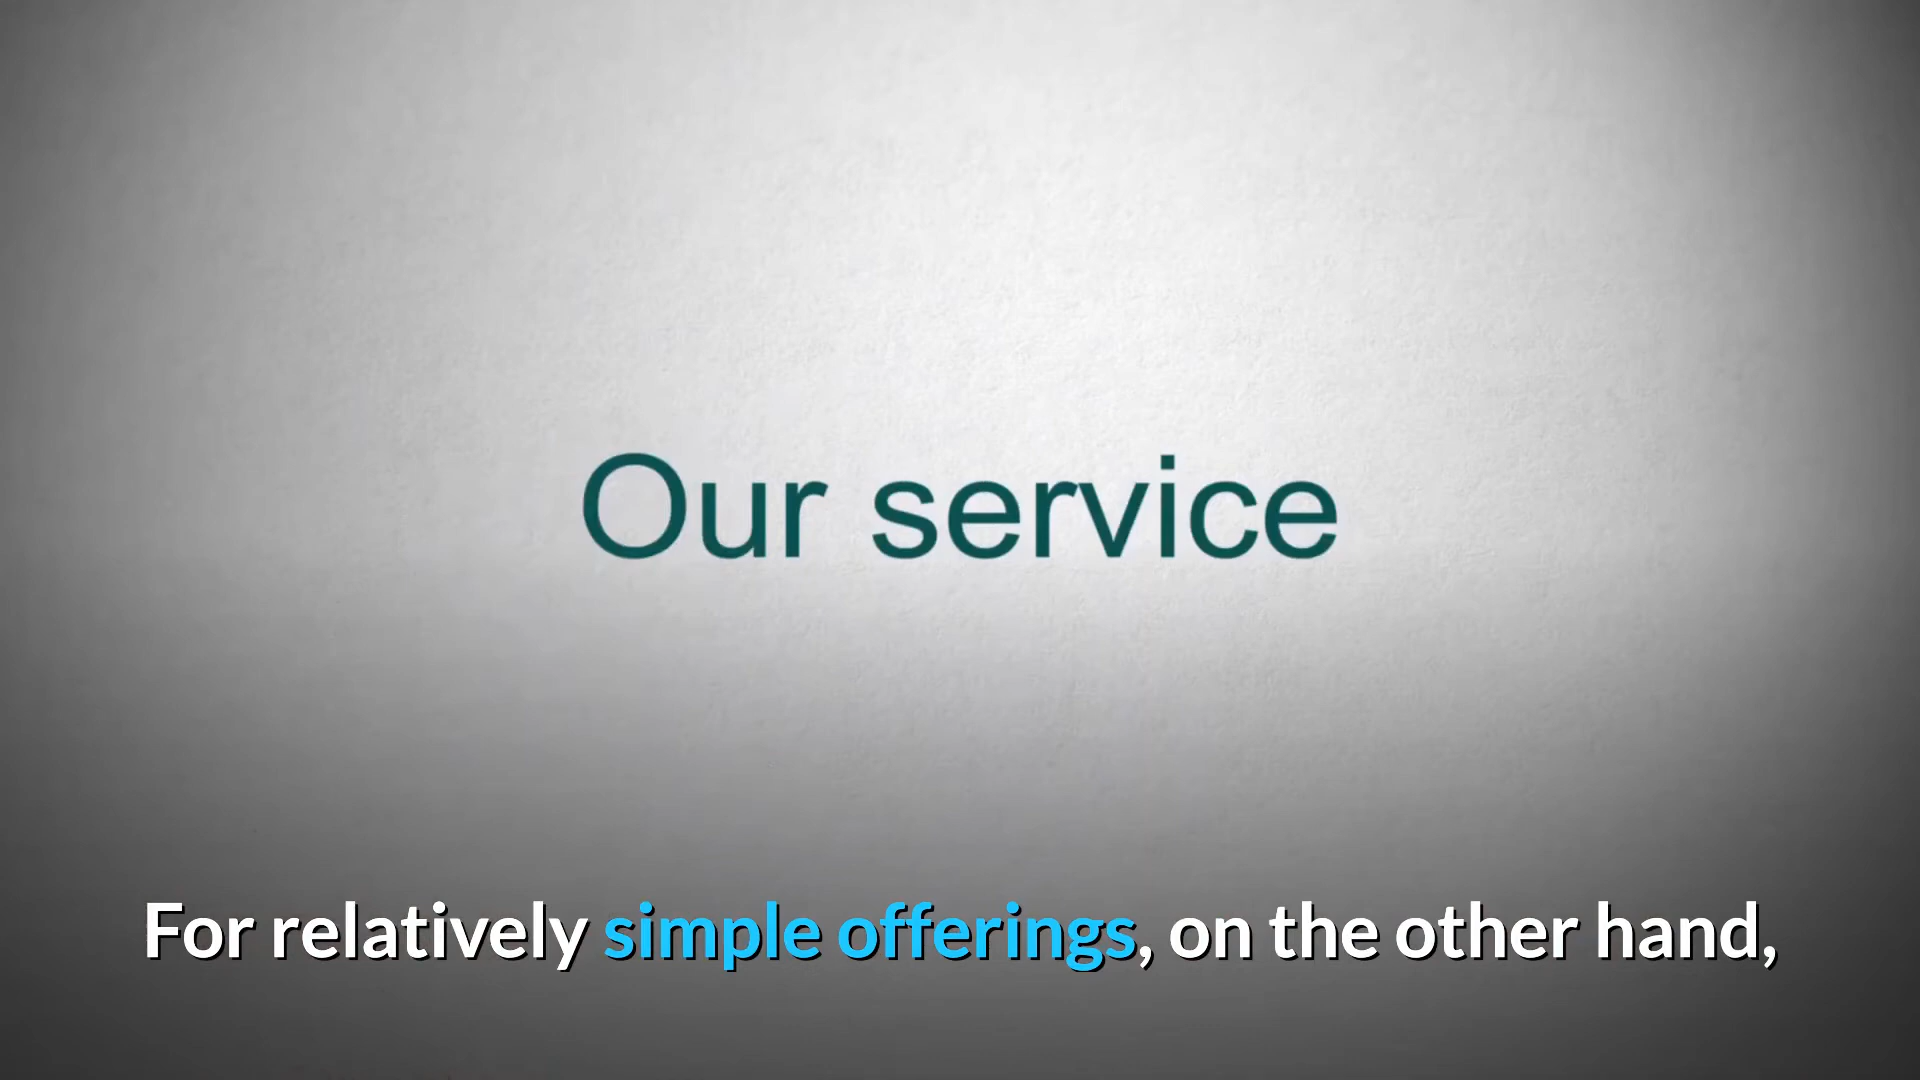 Our service
For relatively simple offerings, on the other hand,